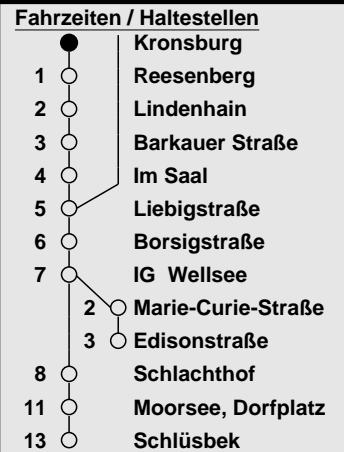 Fahrzeiten / Haltestellen
Kronsburg
1 Reesenberg
2 Lindenhain
3 Barkauer Straße
4 Im Saal
5 Liebigstraße
6 Borsigstraße
7 IG Wellsee
2 Marie-Curie-Straße
3 Edisonstraße
8 Schlachthof
11 Moorsee, Dorfplatz
13 Schlüsbek